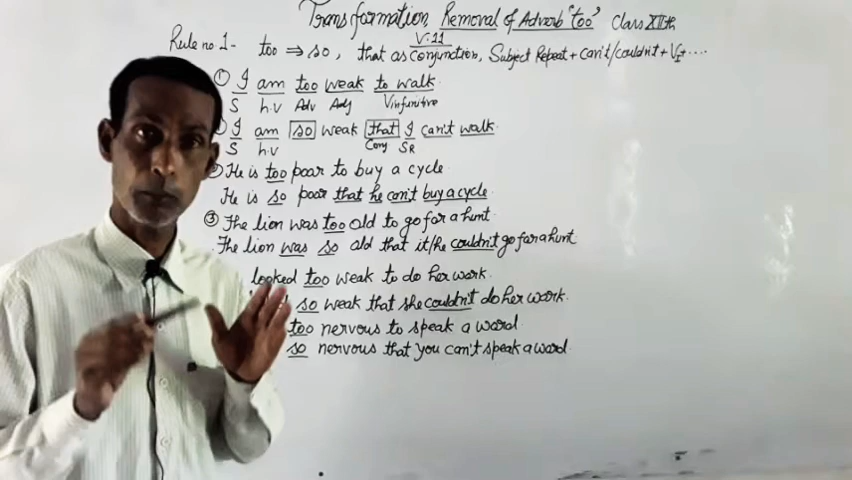 Transformation Removal of Adverb "too" Class XIIth
V:11
Rule no 1- too ⇒ so, that as conjunction, Subject Repeat + can't/couldn't + V1 + ....
① I am too weak to walk
S h.v Adv Adj V infinitive
I am so weak that I can't walk
S h.v Conj SR
He is too poor to buy a cycle
He is so poor that he can't buy a cycle
③ The lion was too old to go for a hunt
The lion was so old that it/he couldn't go for a hunt
looked too weak to do her work
so weak that she couldn't do her work.
too nervous to speak a word
so nervous that you can't speak a word